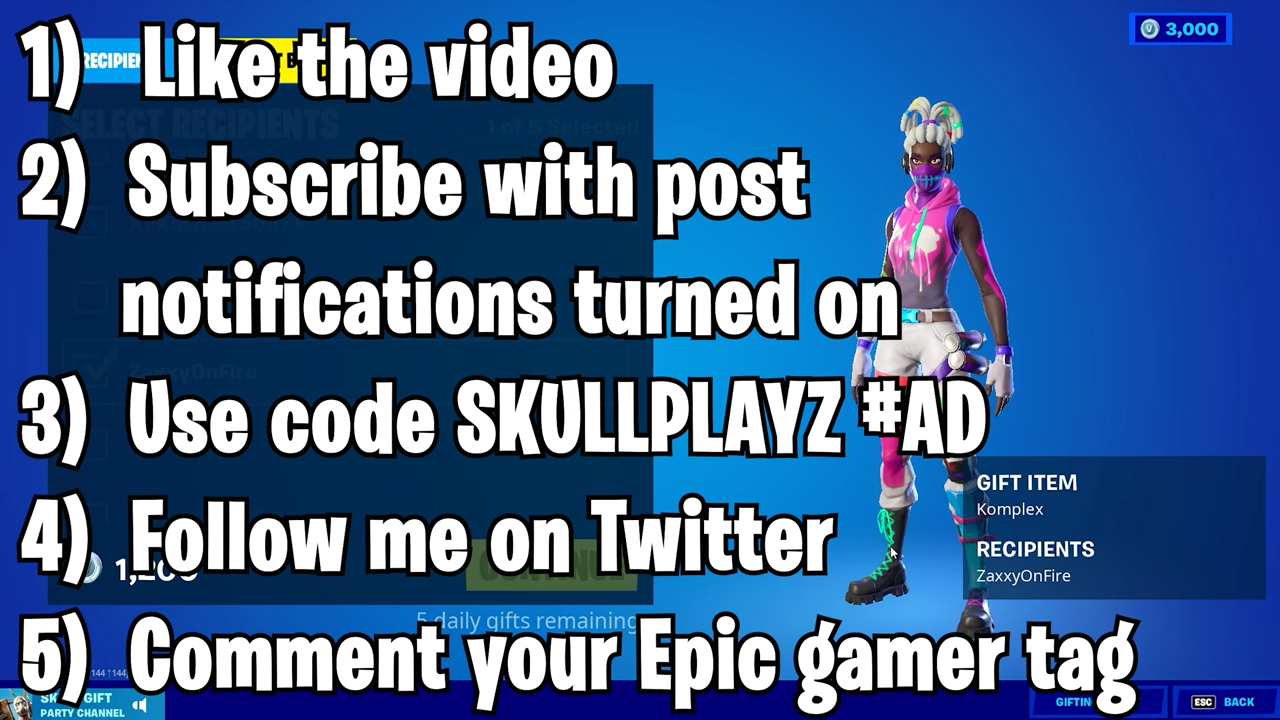 3,000
1) Like the video
SELECT RECIPIENTS
1 of 5 Selected
2) Subscribe with post
notifications turned on
ZaxxyOnFire
3) Use code SKULLPLAYZ #AD
GIFT ITEM
Komplex
4) Follow me on Twitter
RECIPIENTS
ZaxxyOnFire
5 daily gifts remaining
5) Comment your Epic gamer tag
GIFT
PARTY CHANNEL
ESC BACK